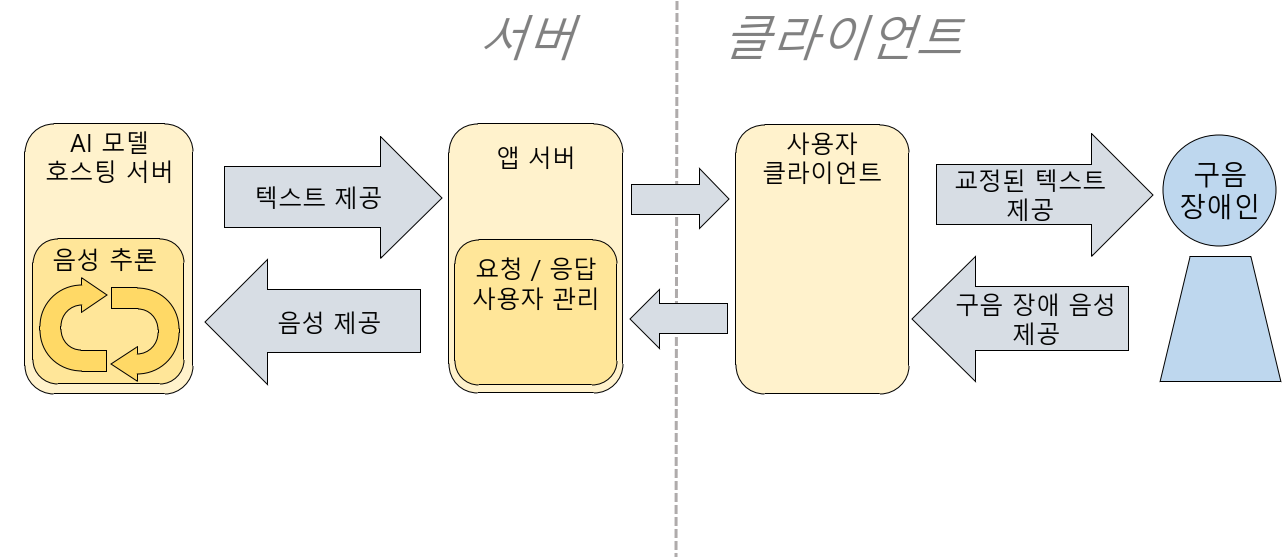 서버
클라이언트
AI 모델
호스팅 서버
음성 추론
텍스트 제공
음성 제공
앱 서버
요청 / 응답
사용자 관리
사용자
클라이언트
교정된 텍스트
제공
구음 장애 음성
제공
구음
장애인